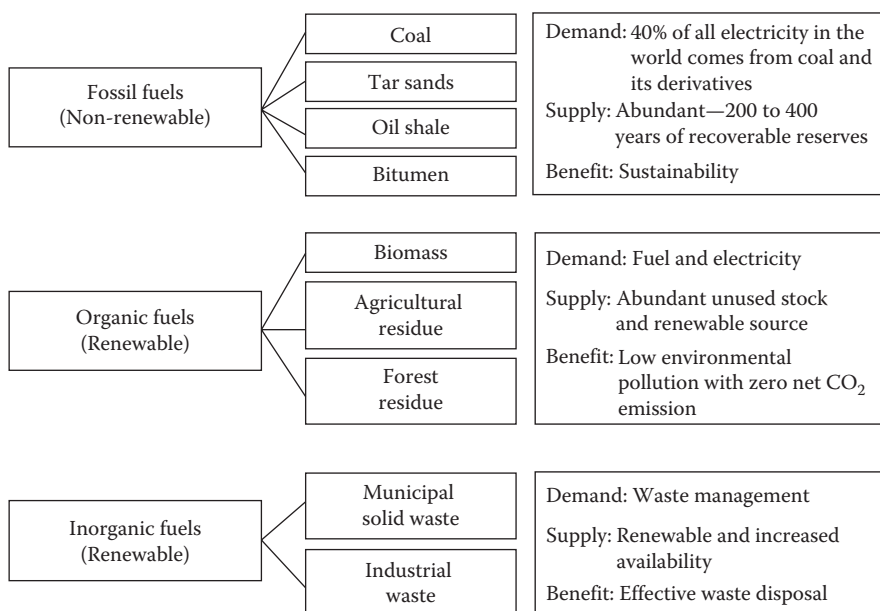 Fossil fuels
(Non-renewable)
Coal
Tar sands
Oil shale
Bitumen
Demand: 40% of all electricity in the
world comes from coal and
its derivatives
Supply: Abundant—200 to 400
years of recoverable reserves
Benefit: Sustainability
Organic fuels
(Renewable)
Biomass
Agricultural
residue
Forest
residue
Demand: Fuel and electricity
Supply: Abundant unused stock
and renewable source
Benefit: Low environmental
pollution with zero net CO₂
emission
Inorganic fuels
(Renewable)
Municipal
solid waste
Industrial
waste
Demand: Waste management
Supply: Renewable and increased
availability
Benefit: Effective waste disposal